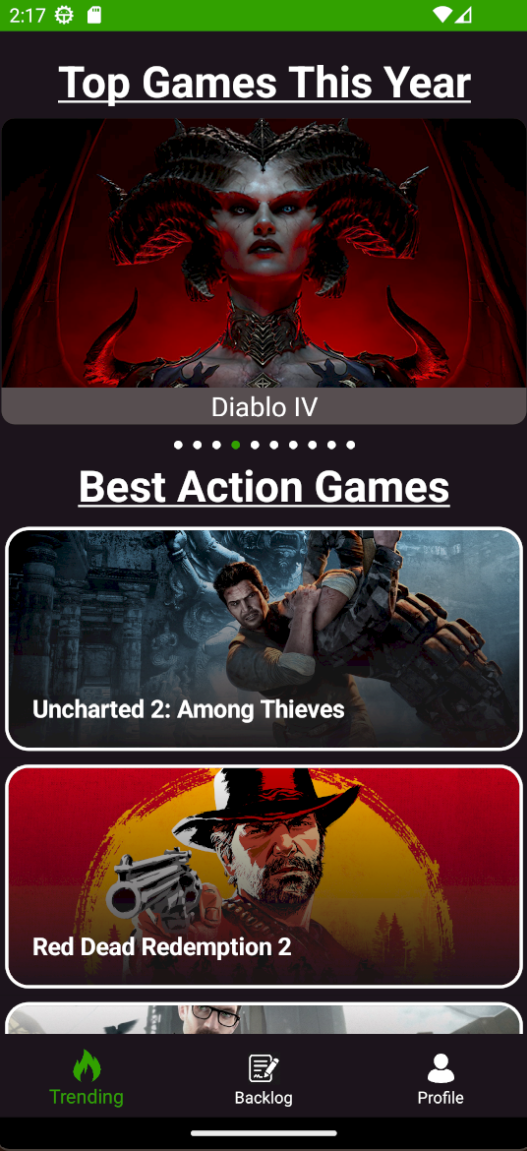 2:17
Top Games This Year
Diablo IV
Best Action Games
Uncharted 2: Among Thieves
Red Dead Redemption 2
Trending
Backlog
Profile